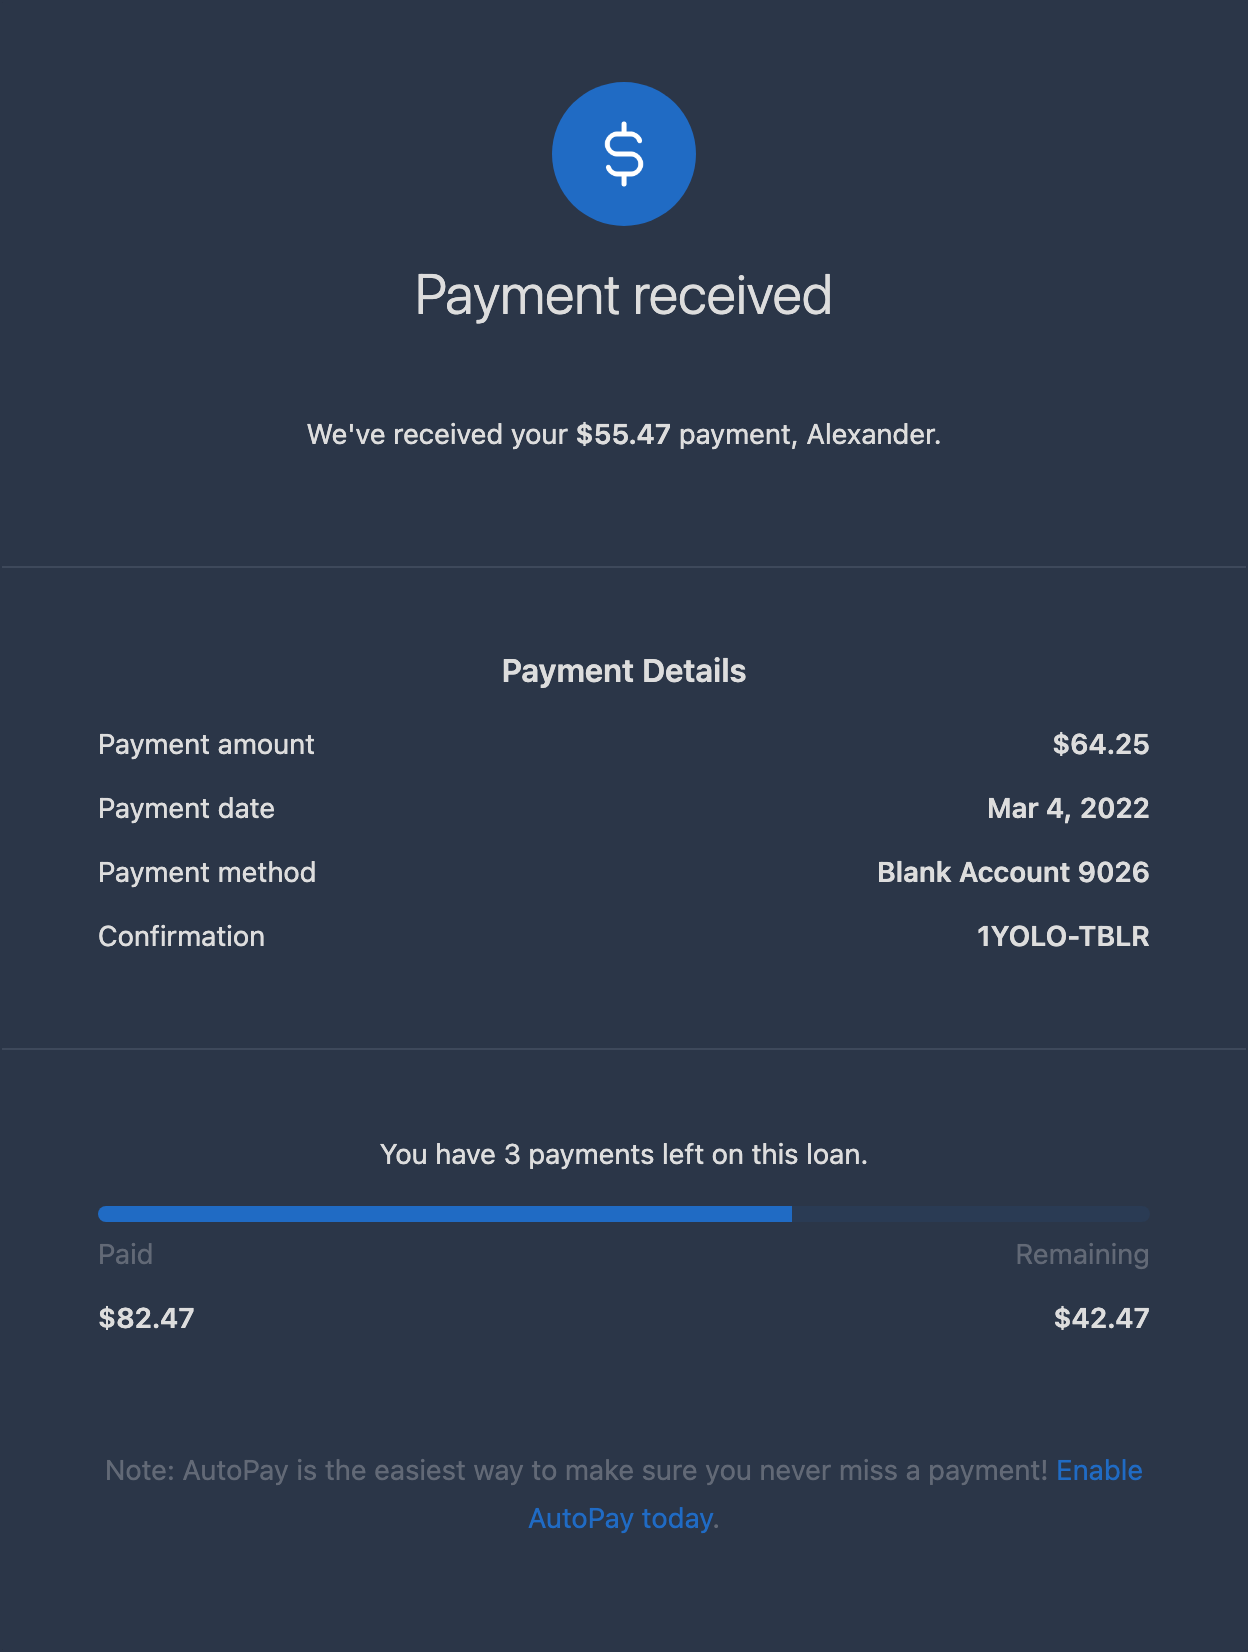 $
Payment received
We've received your $55.47 payment, Alexander.
Payment Details
Payment amount $64.25
Payment date Mar 4, 2022
Payment method Blank Account 9026
Confirmation 1YOLO-TBLR
You have 3 payments left on this loan.
Paid Remaining
$82.47 $42.47
Note: AutoPay is the easiest way to make sure you never miss a payment! Enable
AutoPay today.